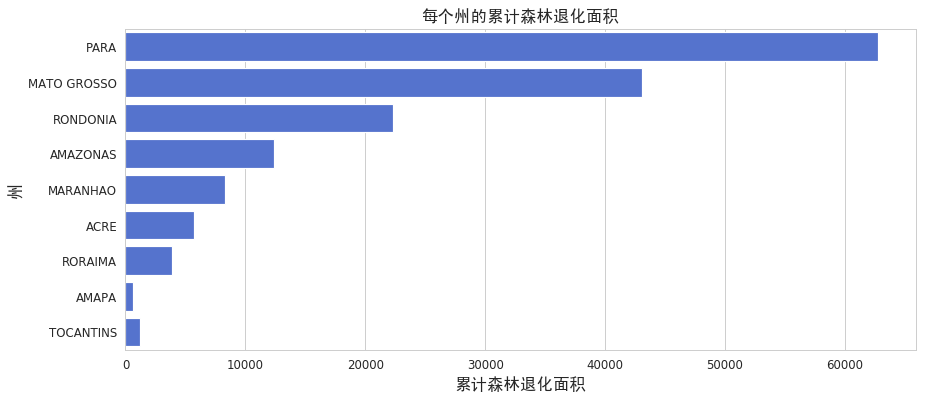 每个州的累计森林退化面积
PARA
MATO GROSSO
RONDONIA
AMAZONAS
MARANHAO
ACRE
RORAIMA
AMAPA
TOCANTINS
州
0 10000 20000 30000 40000 50000 60000
累计森林退化面积